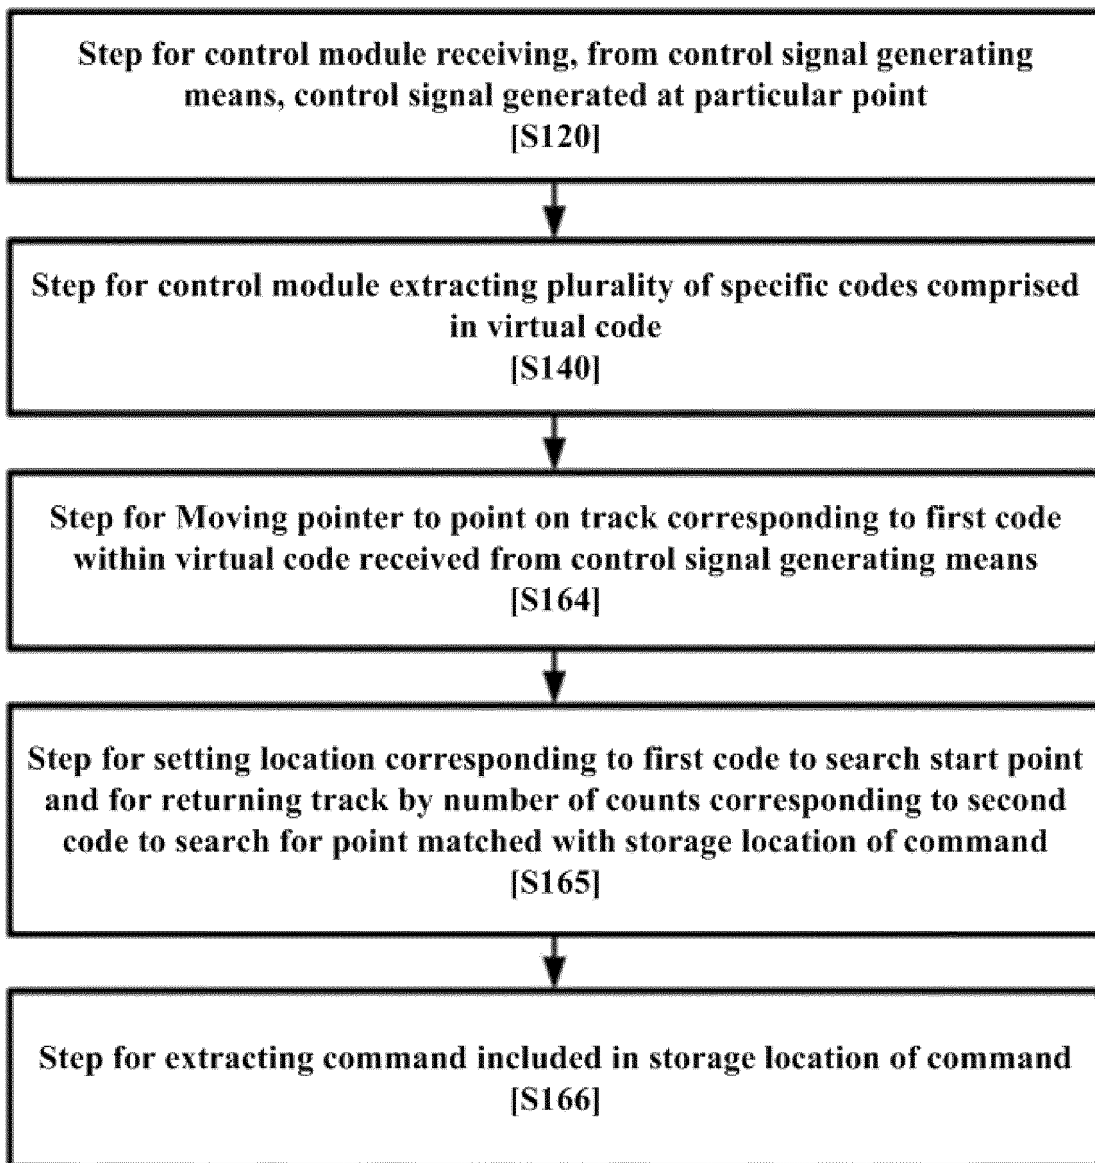 Step for control module receiving, from control signal generating
means, control signal generated at particular point
[S120]
Step for control module extracting plurality of specific codes comprised
in virtual code
[S140]
Step for Moving pointer to point on track corresponding to first code
within virtual code received from control signal generating means
[S164]
Step for setting location corresponding to first code to search start point
and for returning track by number of counts corresponding to second
code to search for point matched with storage location of command
[S165]
Step for extracting command included in storage location of command
[S166]